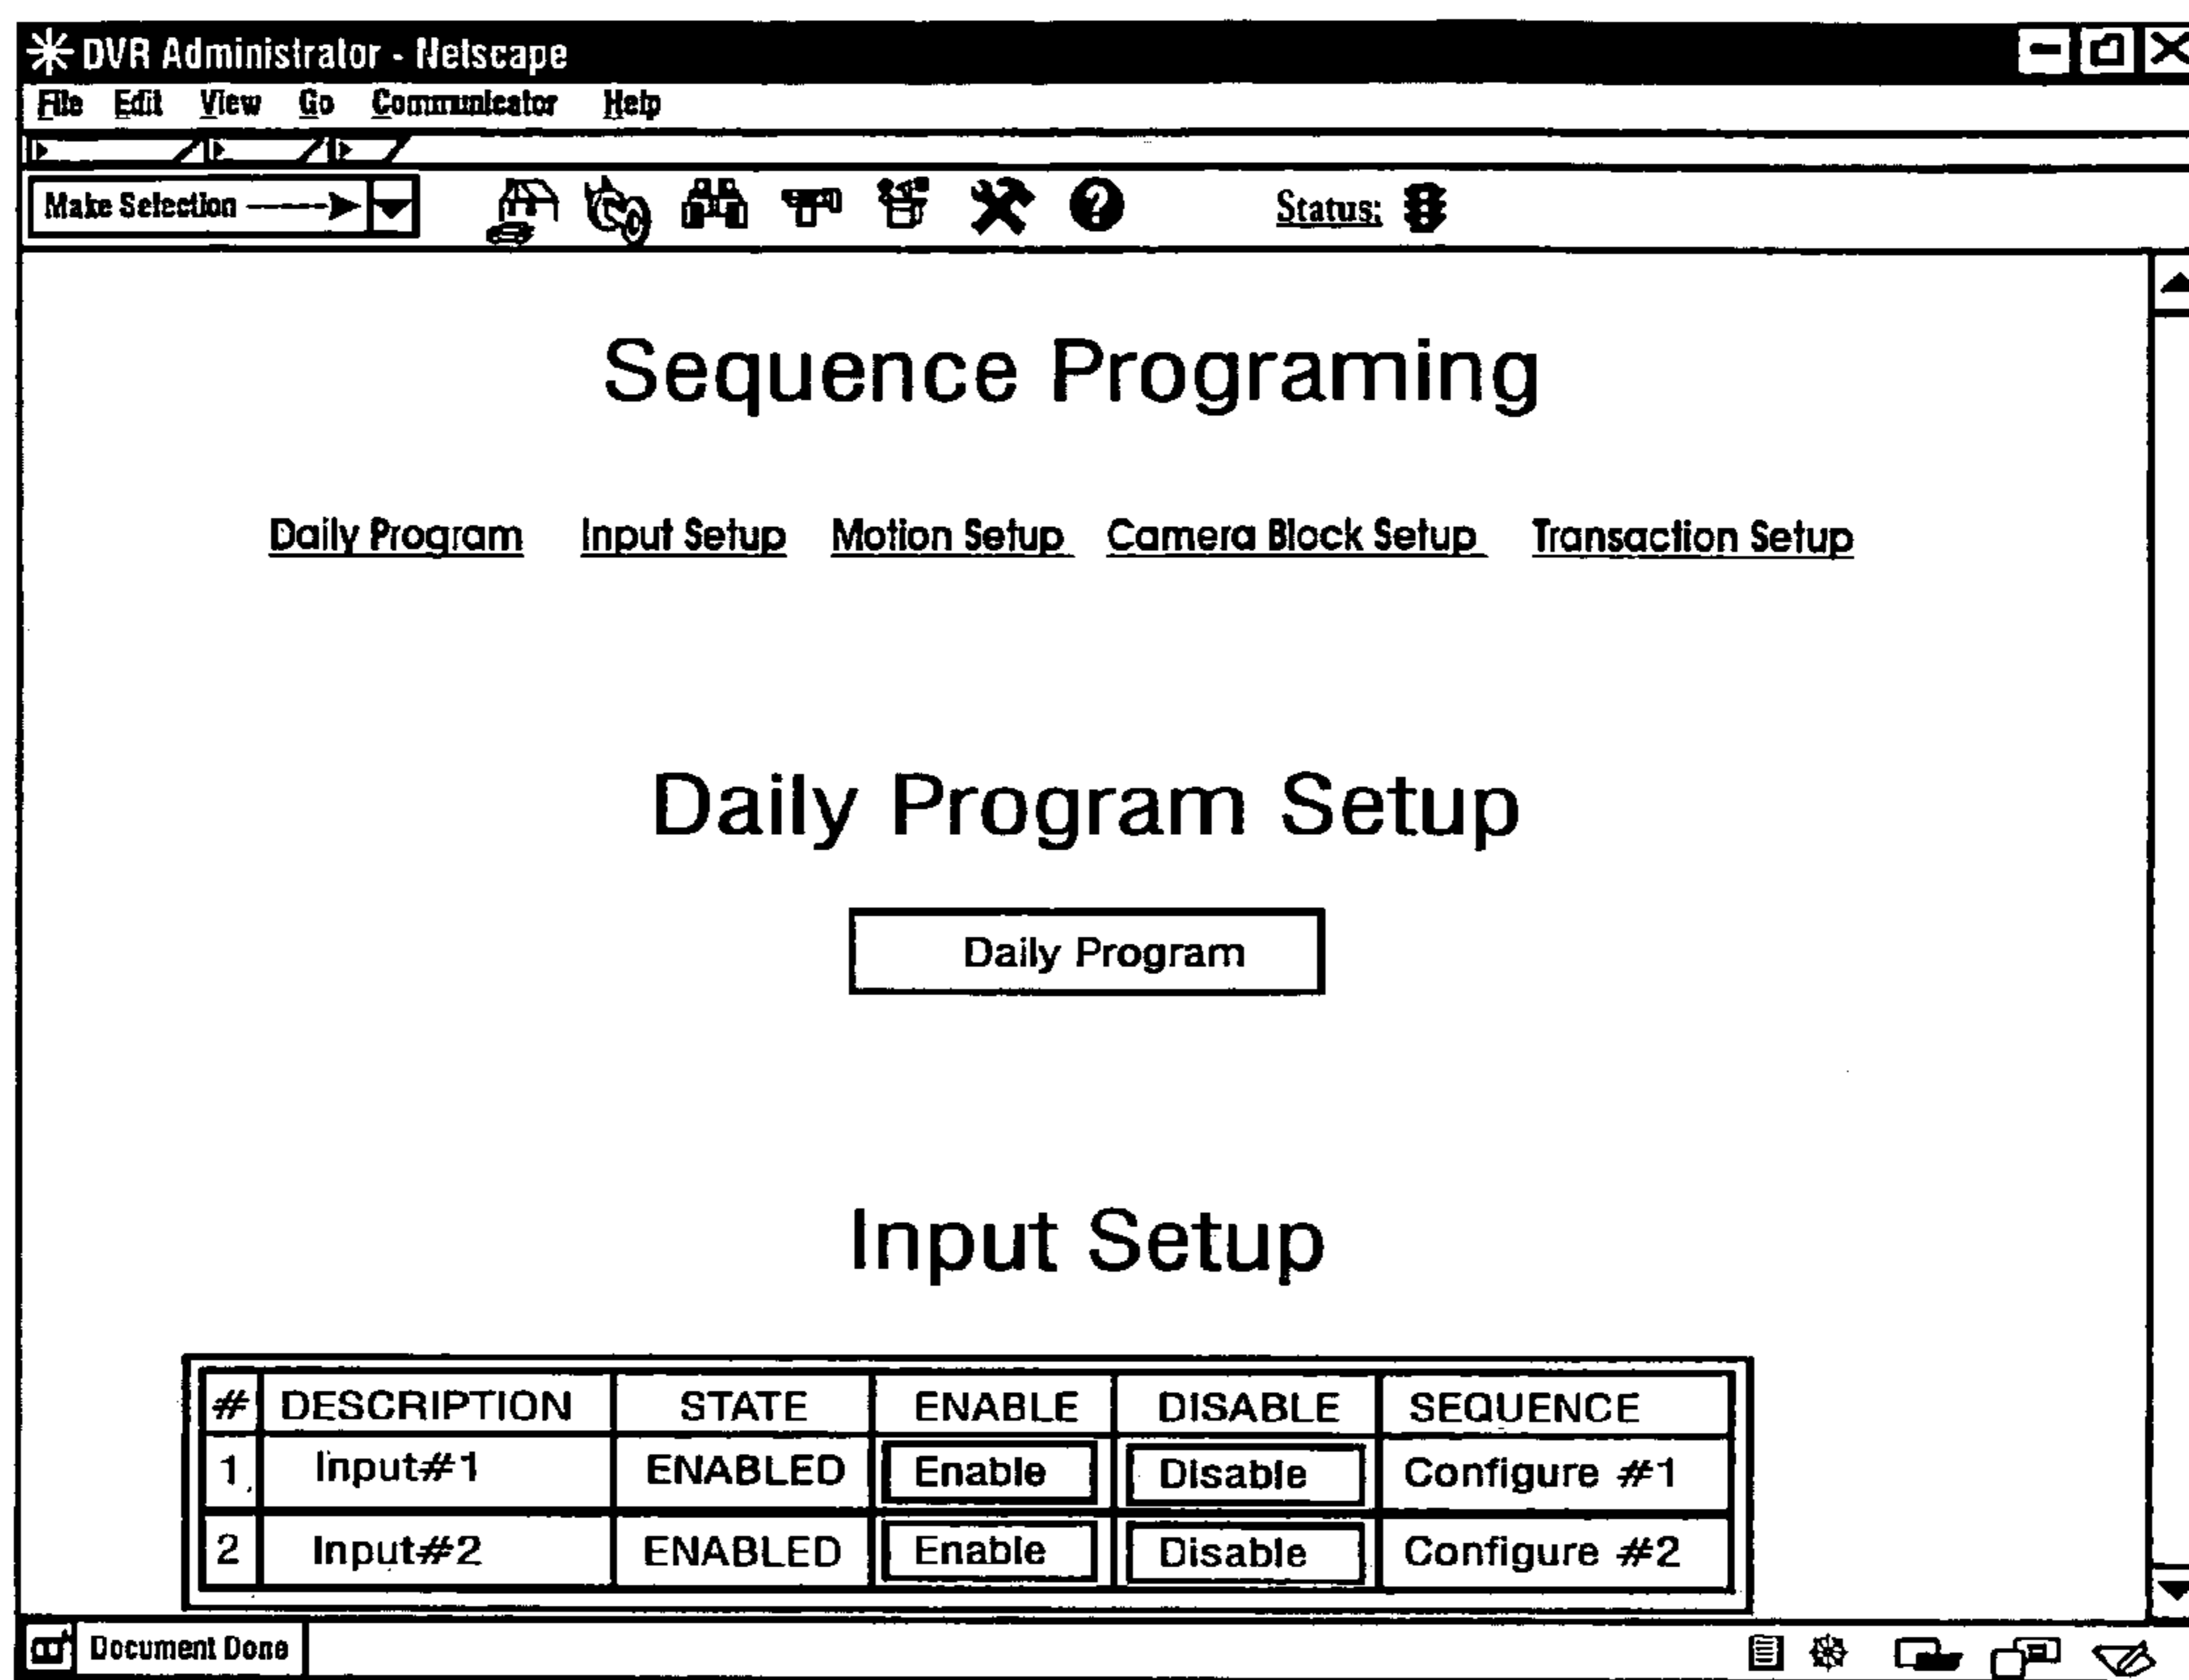 DVR Administrator - Netscape
File Edit View Go Communicator Help
Make Selection
Status:
Sequence Programing
Daily Program Input Setup Motion Setup Camera Block Setup Transaction Setup
Daily Program Setup
Daily Program
Input Setup
# DESCRIPTION STATE ENABLE DISABLE SEQUENCE
1 Input#1 ENABLED Enable Disable Configure #1
2 Input#2 ENABLED Enable Disable Configure #2
Document Done